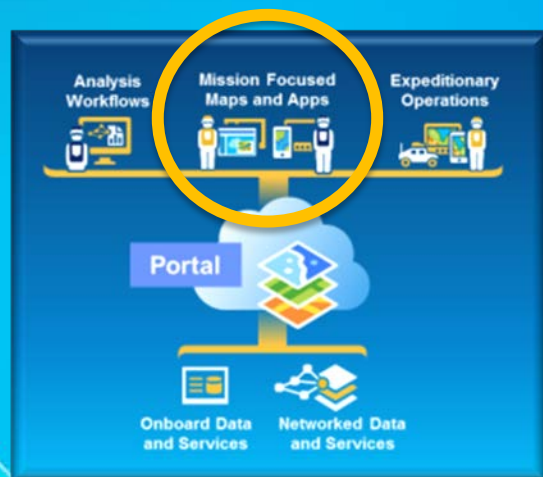 Analysis
Workflows
Mission Focused
Maps and Apps
Expeditionary
Operations
Portal
Onboard Data
and Services
Networked Data
and Services